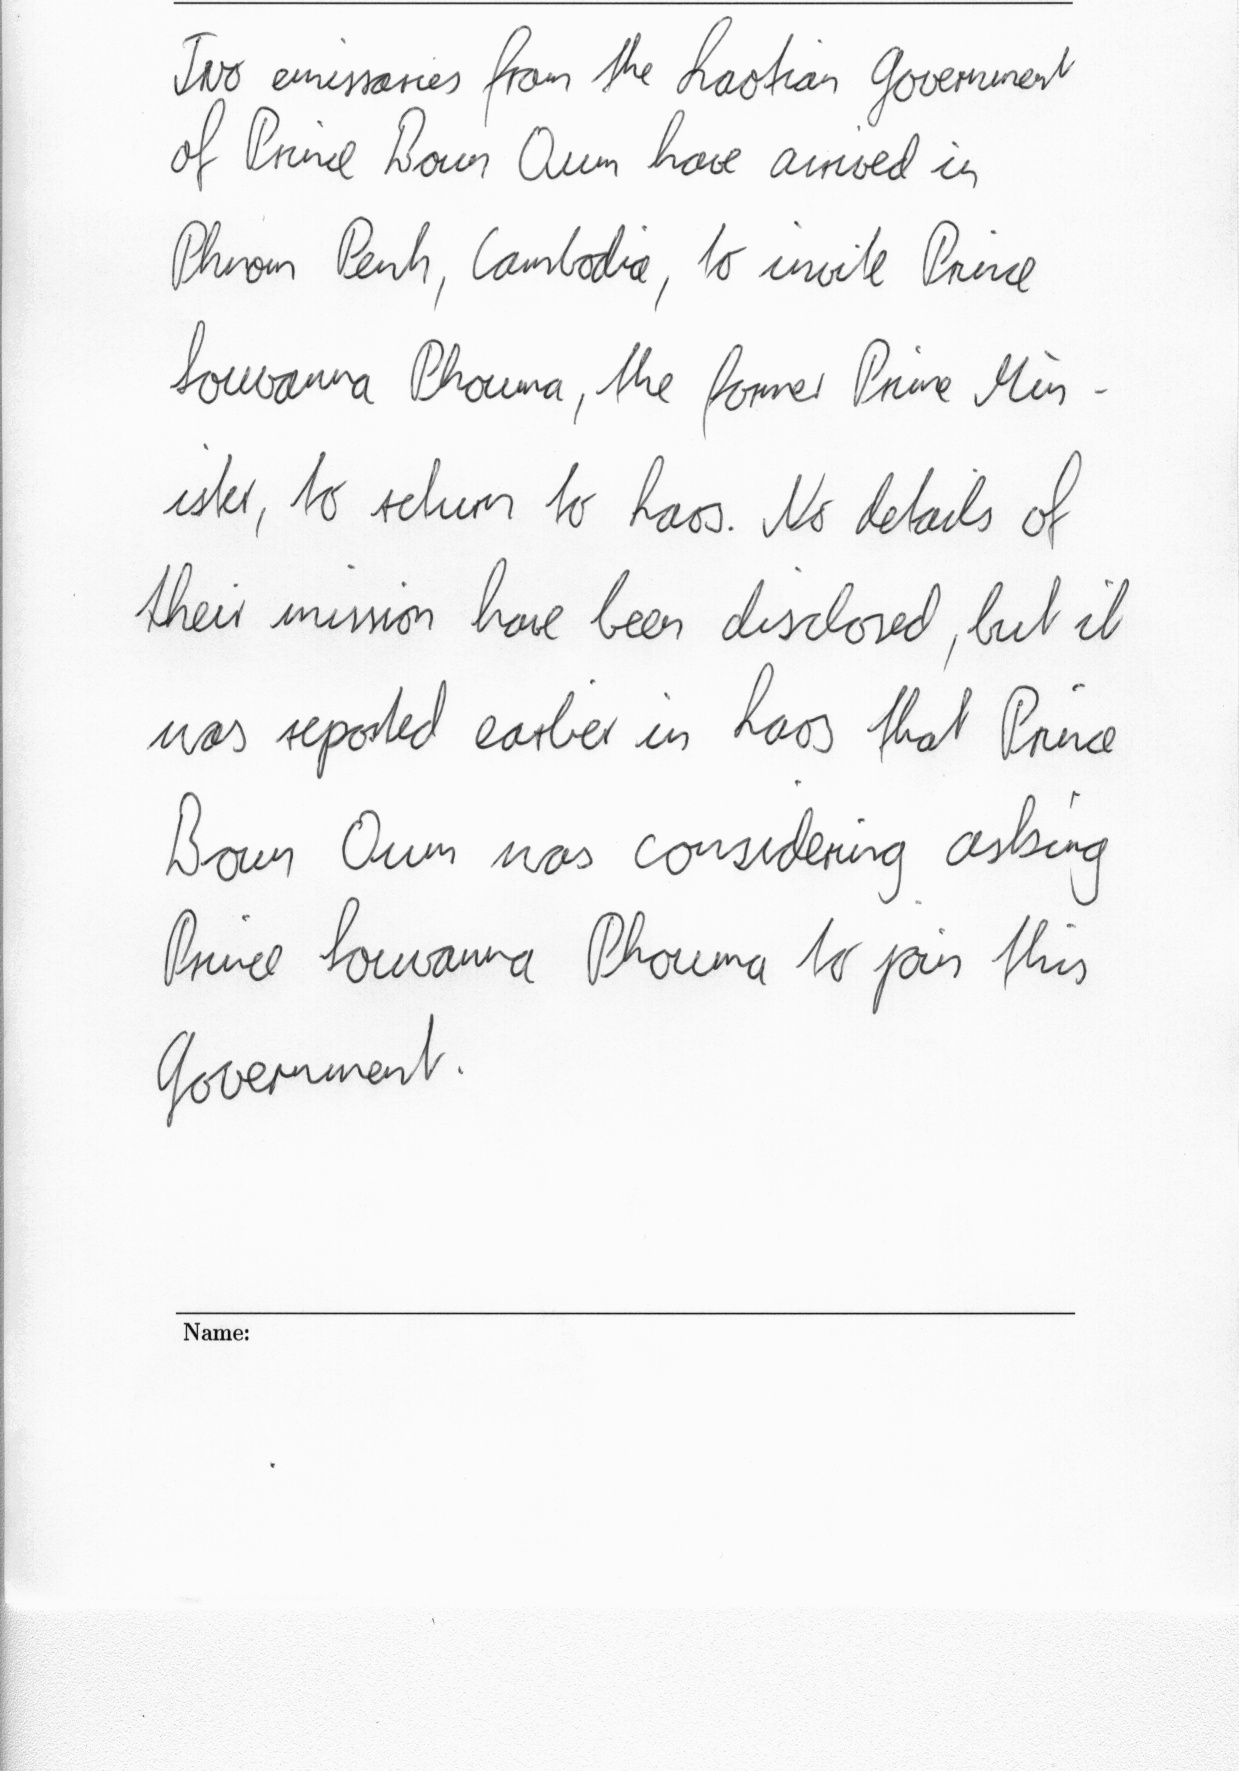 Two emissaries from the Laotian Government
of Prince Boun Oum have arrived in
Phnom Penh, Cambodia, to invite Prince
Souvanna Phouma, the former Prime Min-
ister, to return to Laos. No details of
their mission have been disclosed, but it
was reported earlier in Laos that Prince
Boun Oum was considering asking
Prince Souvanna Phouma to join this
Government.
Name: